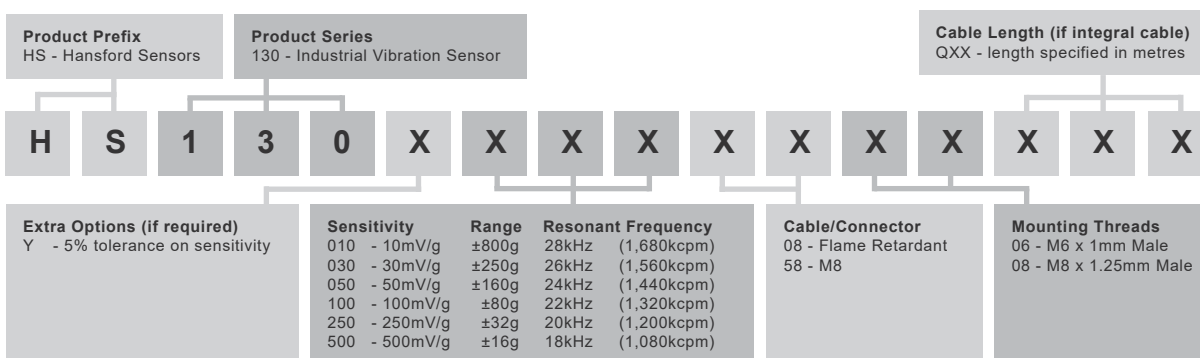 Product Prefix
HS - Hansford Sensors
Product Series
130 - Industrial Vibration Sensor
Cable Length (if integral cable)
QXX - length specified in metres
H S 1 3 0 X X X X X X X X X X X
Extra Options (if required)
Y - 5% tolerance on sensitivity
Sensitivity Range Resonant Frequency
010 - 10mV/g ±800g 28kHz (1,680kcpm)
030 - 30mV/g ±250g 26kHz (1,560kcpm)
050 - 50mV/g ±160g 24kHz (1,440kcpm)
100 - 100mV/g ±80g 22kHz (1,320kcpm)
250 - 250mV/g ±32g 20kHz (1,200kcpm)
500 - 500mV/g ±16g 18kHz (1,080kcpm)
Cable/Connector
08 - Flame Retardant
58 - M8
Mounting Threads
06 - M6 x 1mm Male
08 - M8 x 1.25mm Male